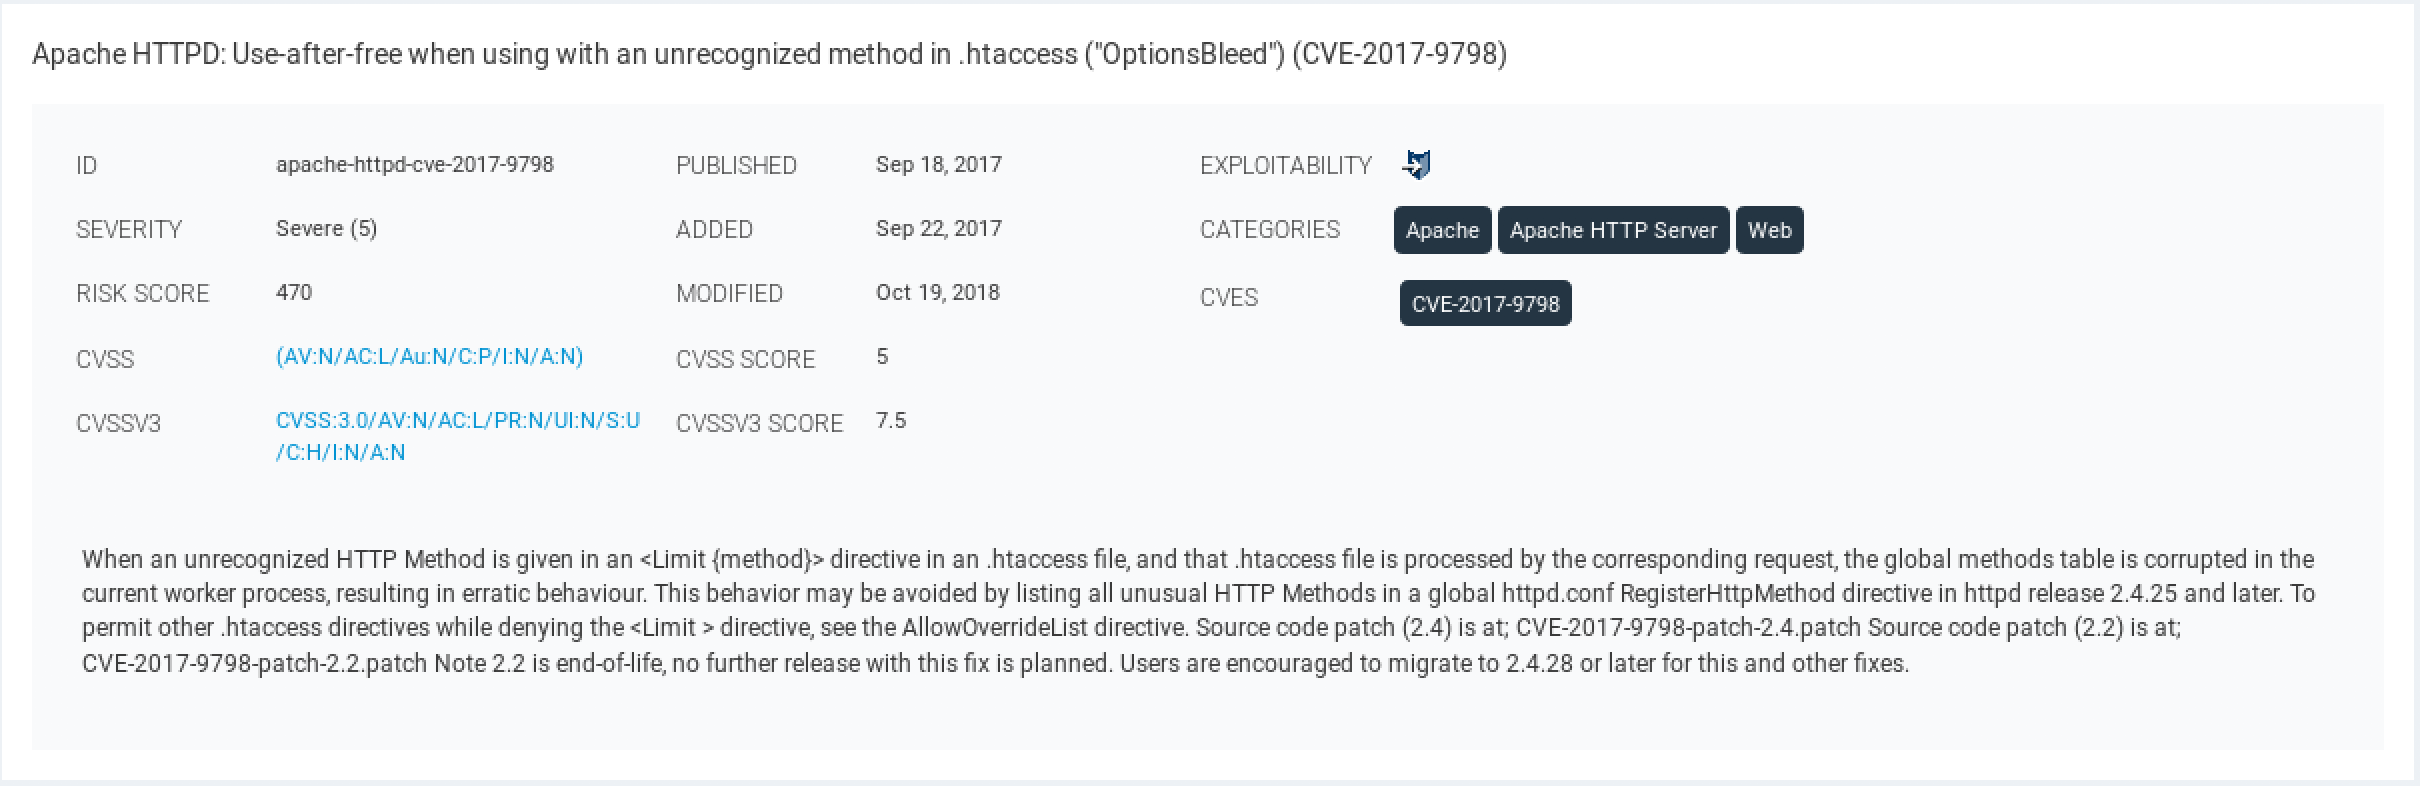 Apache HTTPD: Use-after-free when using with an unrecognized method in .htaccess ("OptionsBleed") (CVE-2017-9798)
ID apache-httpd-cve-2017-9798 PUBLISHED Sep 18, 2017 EXPLOITABILITY
SEVERITY Severe (5) ADDED Sep 22, 2017 CATEGORIES Apache Apache HTTP Server Web
RISK SCORE 470 MODIFIED Oct 19, 2018 CVES CVE-2017-9798
CVSS (AV:N/AC:L/Au:N/C:P/I:N/A:N) CVSS SCORE 5
CVSSV3 CVSS:3.0/AV:N/AC:L/PR:N/UI:N/S:U CVSSV3 SCORE 7.5
/C:H/I:N/A:N
When an unrecognized HTTP Method is given in an <Limit {method}> directive in an .htaccess file, and that .htaccess file is processed by the corresponding request, the global methods table is corrupted in the
current worker process, resulting in erratic behaviour. This behavior may be avoided by listing all unusual HTTP Methods in a global httpd.conf RegisterHttpMethod directive in httpd release 2.4.25 and later. To
permit other .htaccess directives while denying the <Limit > directive, see the AllowOverrideList directive. Source code patch (2.4) is at; CVE-2017-9798-patch-2.4.patch Source code patch (2.2) is at;
CVE-2017-9798-patch-2.2.patch Note 2.2 is end-of-life, no further release with this fix is planned. Users are encouraged to migrate to 2.4.28 or later for this and other fixes.